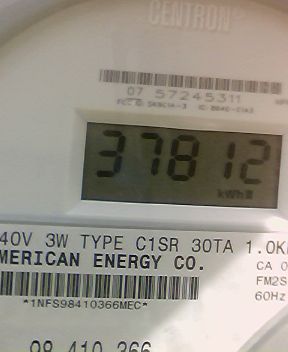 CENTRON
07 57245311
37812
kWh
40V 3W TYPE C1SR 30TA 1.0
MERICAN ENERGY CO.
CA 0
FM2S
60Hz
*1NFS98410366MEC*
98 410 366